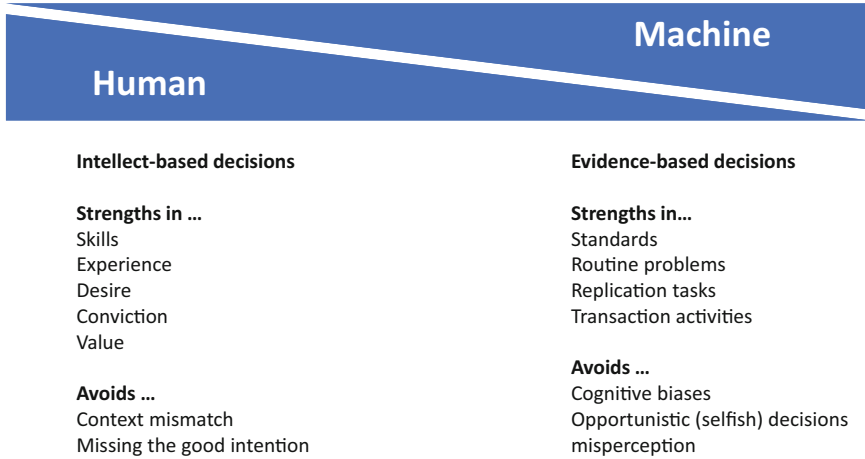 Machine
Human
Intellect-based decisions
Strengths in ...
Skills
Experience
Desire
Conviction
Value
Avoids ...
Context mismatch
Missing the good intention
Evidence-based decisions
Strengths in...
Standards
Routine problems
Replication tasks
Transaction activities
Avoids ...
Cognitive biases
Opportunistic (selfish) decisions
misperception